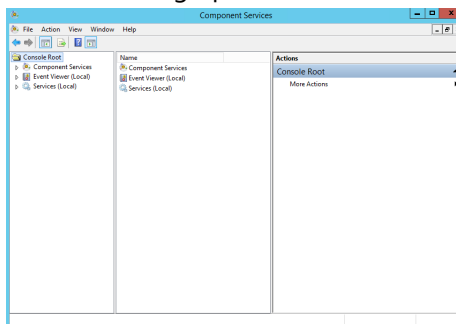 Component Services
File Action View Window Help
Console Root
Component Services
Event Viewer (Local)
Services (Local)
Name
Component Services
Event Viewer (Local)
Services (Local)
Actions
Console Root
More Actions